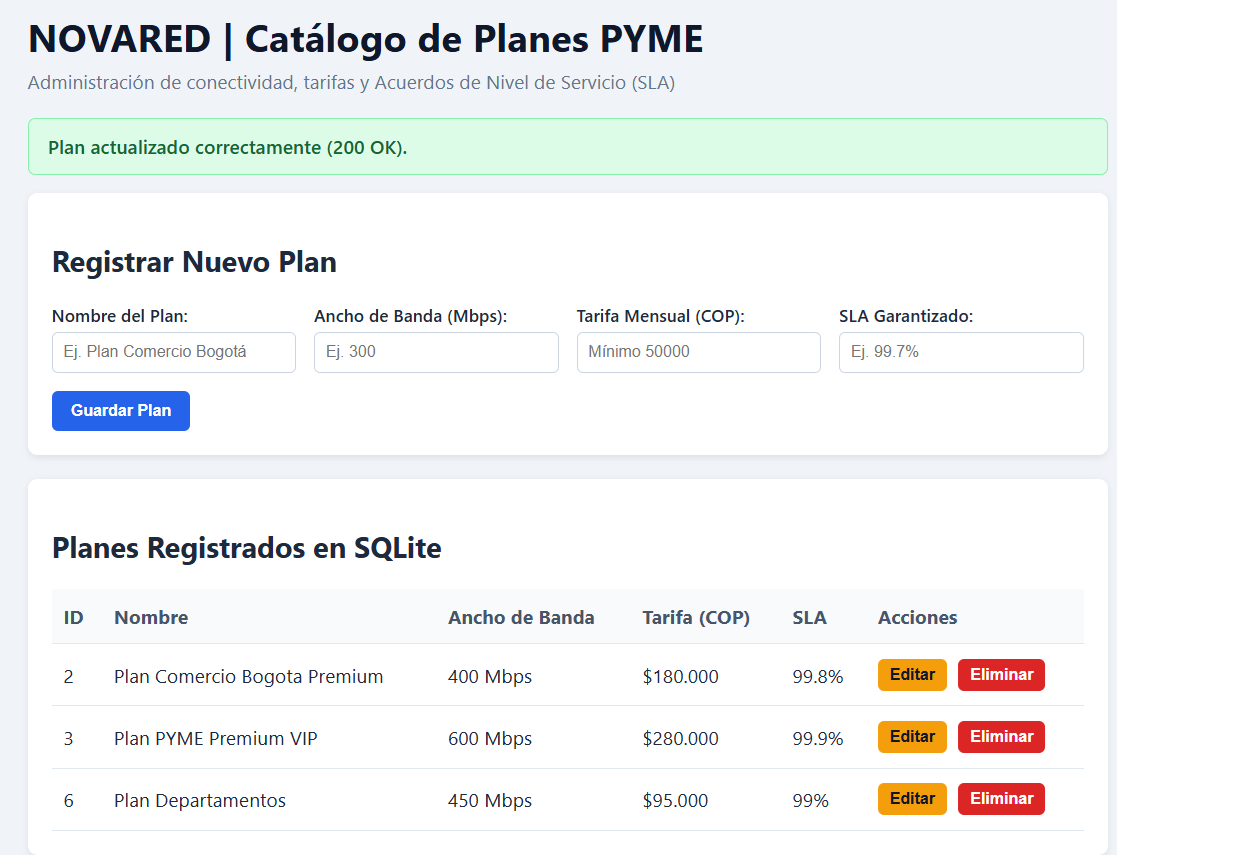 NOVARED | Catálogo de Planes PYME
Administración de conectividad, tarifas y Acuerdos de Nivel de Servicio (SLA)
Plan actualizado correctamente (200 OK).
Registrar Nuevo Plan
Nombre del Plan: Ancho de Banda (Mbps): Tarifa Mensual (COP): SLA Garantizado:
Ej. Plan Comercio Bogotá Ej. 300 Mínimo 50000 Ej. 99.7%
Guardar Plan
Planes Registrados en SQLite
ID Nombre Ancho de Banda Tarifa (COP) SLA Acciones
2 Plan Comercio Bogota Premium 400 Mbps $180.000 99.8% Editar Eliminar
3 Plan PYME Premium VIP 600 Mbps $280.000 99.9% Editar Eliminar
6 Plan Departamentos 450 Mbps $95.000 99% Editar Eliminar